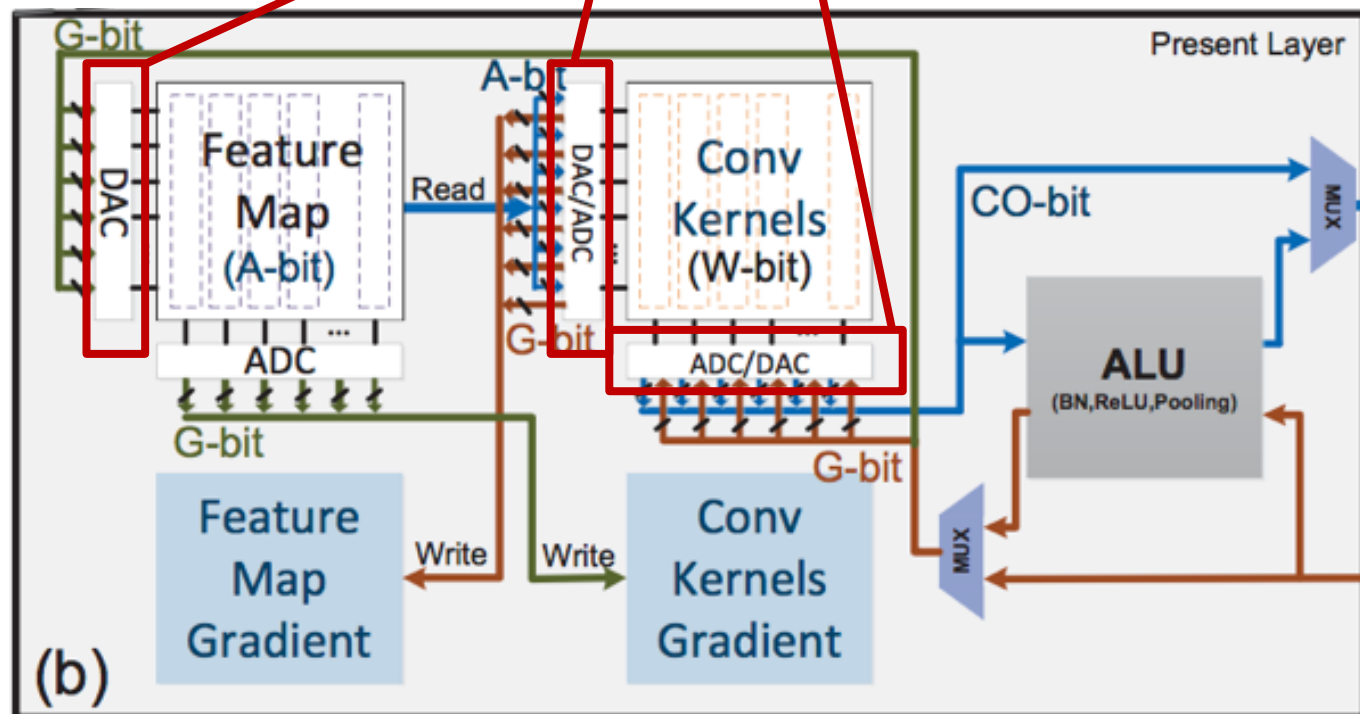 G-bit
Present Layer
A-bit
DAC
Feature
Map
(A-bit)
Read
DAC/ADC
...
Conv
Kernels
(W-bit)
CO-bit
MUX
...
ADC
G-bit
...
ADC/DAC
ALU
(BN,ReLU,Pooling)
G-bit
G-bit
MUX
Feature
Map
Gradient
Write
Write
Conv
Kernels
Gradient
(b)